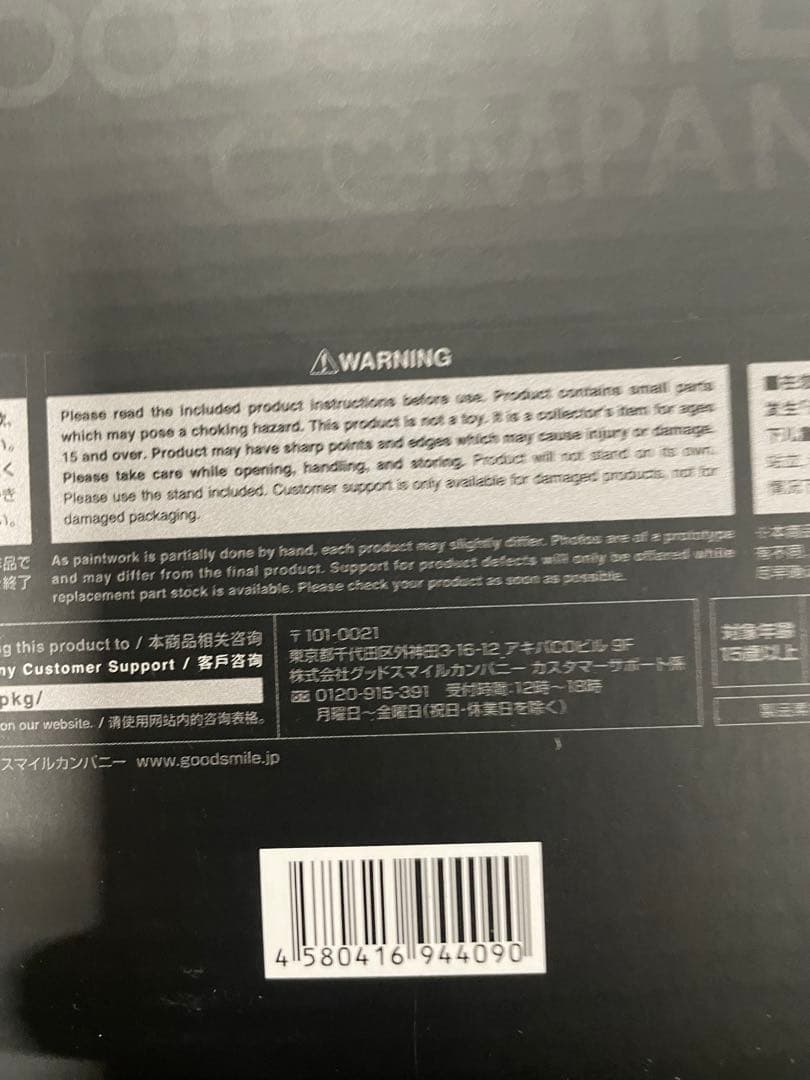 COMPAN
⚠WARNING
Please read the included product instructions before use. Product contains small parts
which may pose a choking hazard. This product is not a toy. It is a collector's item for ages
15 and over. Product may have sharp points and edges which may cause injury or damage.
Please take care while opening, handling, and storing. Product will not stand on its own.
Please use the stand included. Customer support is only available for damaged products, not for
damaged packaging.
As paintwork is partially done by hand, each product may slightly differ. Photos are of a prototype
and may differ from the final product. Support for product defects will only be offered while
replacement part stock is available. Please check your product as soon as possible.
品で
終了
g this product to / 本商品相关咨询
ny Customer Support / 客戶咨詢
pkg/
on our website. / 请使用网站内的咨询表格。
〒101-0021
東京都千代田区外神田3-16-12 アキバCOビル 9F
株式会社グッドスマイルカンパニー カスタマーサポート係
0120-915-391 受付時間:12時～18時
月曜日～金曜日(祝日・休業日を除く)
対象年齢
15歳以上
スマイルカンパニー www.goodsmile.jp
4 580416 944090